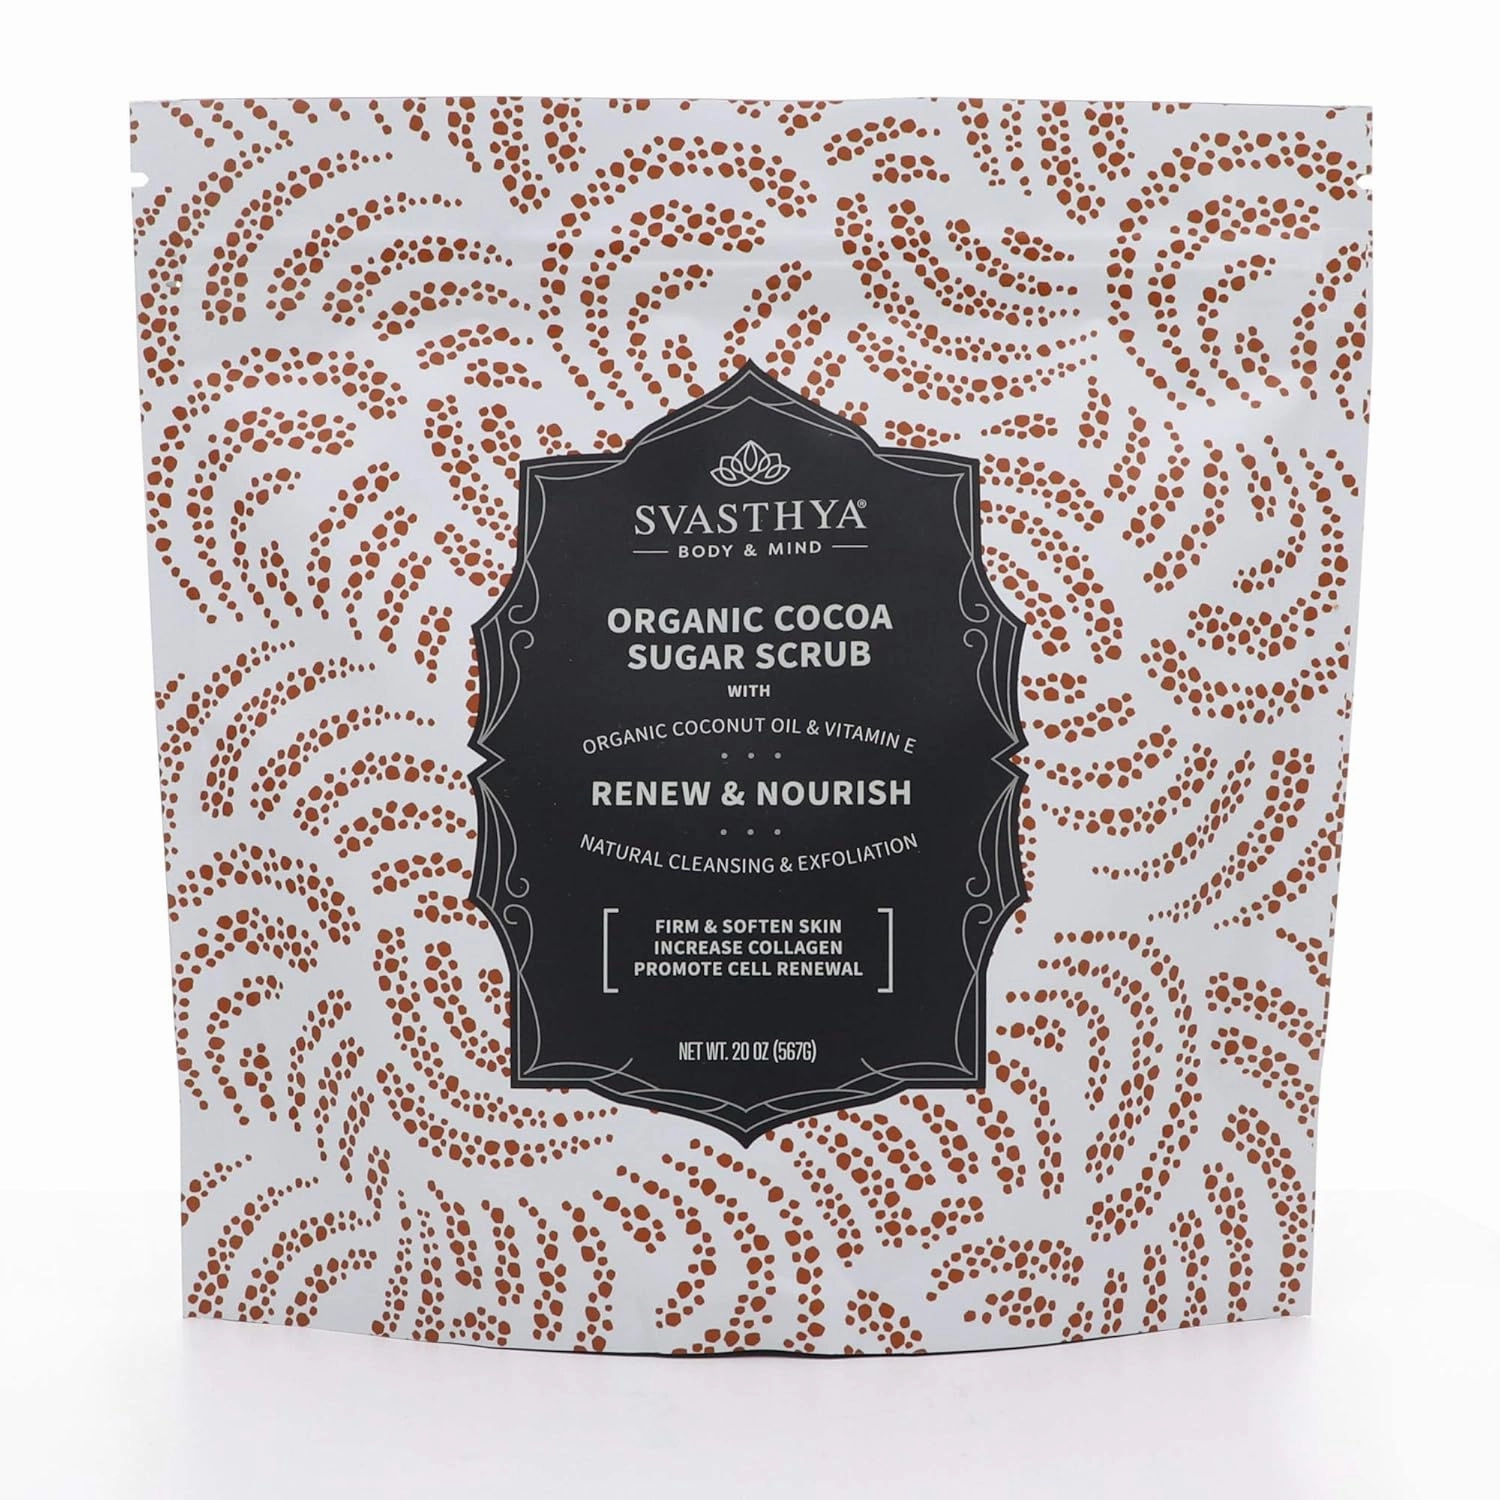 SVASTHYA®
BODY & MIND
ORGANIC COCOA
SUGAR SCRUB
WITH
ORGANIC COCONUT OIL & VITAMIN E
RENEW & NOURISH
NATURAL CLEANSING & EXFOLIATION
FIRM & SOFTEN SKIN
INCREASE COLLAGEN
PROMOTE CELL RENEWAL
NET WT. 20 OZ (567G)